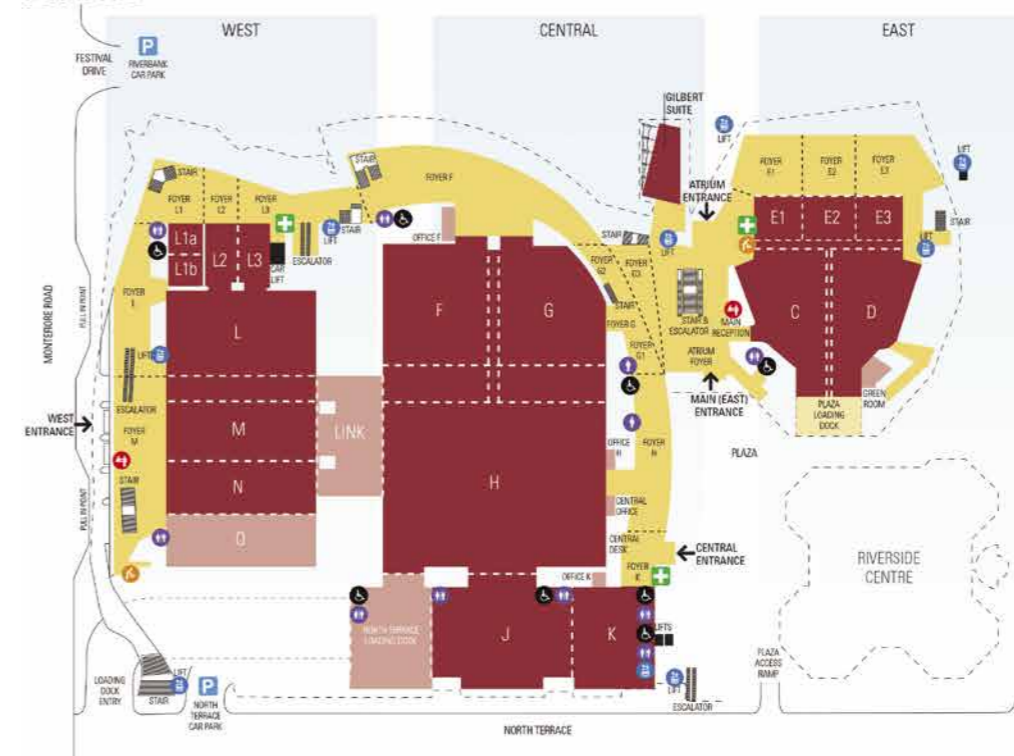 WEST
CENTRAL
EAST
FESTIVAL
DRIVE
P
RIVERBANK
CAR PARK
GILBERT
SUITE
LIFT
LIFT
STAIR
STAIR
FOYER F
FOYER
E1
FOYER
E2
FOYER
E3
ATRIUM
ENTRANCE
FOYER
L1
FOYER
L2
FOYER
L3
STAIR
LIFT
OFFICE F
E1
E2
E3
STAIR
LIFT
L1a
L1b
L2
L3
CAR
LIFT
ESCALATOR
STAIR
LIFT
FOYER
G2
FOYER
STAIR
STAIR &
ESCALATOR
FOYER G
FOYER
G1
MAIN
RECEPTION
ATRIUM
FOYER
C
D
MONTEFIORE ROAD
PULL IN POINT
FOYER
L
F
G
LIFT
ESCALATOR
MAIN (EAST)
ENTRANCE
GREEN
ROOM
PLAZA
LOADING
DOCK
WEST
ENTRANCE
FOYER
M
M
LINK
OFFICE
H
FOYER
H
PLAZA
STAIR
N
H
PULL IN POINT
CENTRAL
OFFICE
O
CENTRAL
DESK
CENTRAL
ENTRANCE
RIVERSIDE
CENTRE
OFFICE K
FOYER
K
NORTH TERRACE
LOADING DOCK
J
K
LIFTS
PLAZA
ACCESS
RAMP
LOADING
DOCK
ENTRY
LIFT
STAIR
P
NORTH
TERRACE
CAR PARK
LIFT
ESCALATOR
NORTH TERRACE